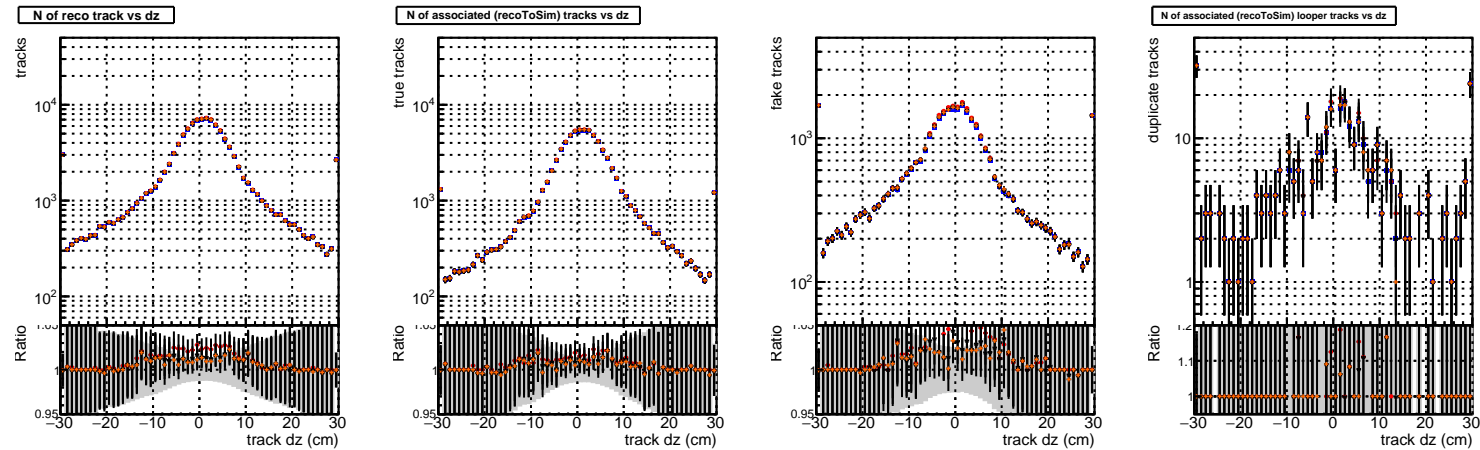 N of reco track vs dz
tracks
10⁴
10³
10²
Ratio
1
0.95
−30 −20 −10 0 10 20 30
track dz (cm)
N of associated (recoToSim) tracks vs dz
true tracks
10⁴
10³
10²
Ratio
1
0.95
−30 −20 −10 0 10 20 30
track dz (cm)
fake tracks
10³
10²
Ratio
1
0.95
−30 −20 −10 0 10 20 30
track dz (cm)
N of associated (recoToSim) looper tracks vs dz
duplicate tracks
10
1
Ratio
1.2
1.1
1
−30 −20 −10 0 10 20 30
track dz (cm)